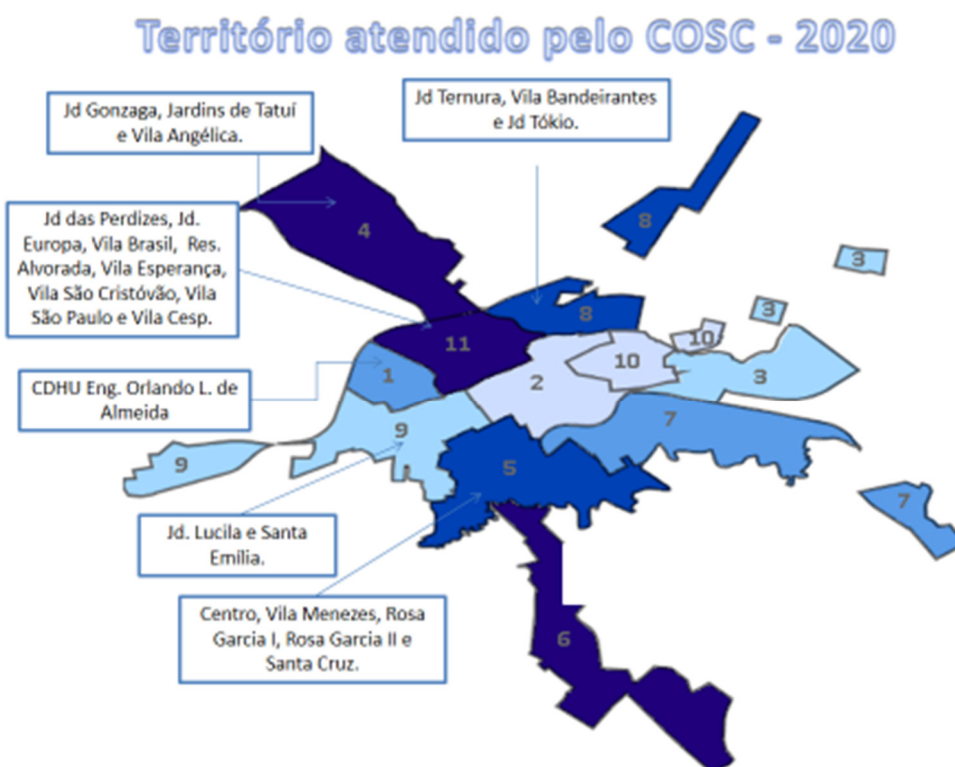 Território atendido pelo COSC - 2020
Jd Gonzaga, Jardins de Tatuí
e Vila Angélica.
Jd Ternura, Vila Bandeirantes
e Jd Tókio.
Jd das Perdizes, Jd.
Europa, Vila Brasil, Res.
Alvorada, Vila Esperança,
Vila São Cristóvão, Vila
São Paulo e Vila Cesp.
CDHU Eng. Orlando L. de
Almeida
Jd. Lucila e Santa
Emília.
Centro, Vila Menezes, Rosa
Garcia I, Rosa Garcia II e
Santa Cruz.
8
4
3
3
8
10
11
10
1
2
3
7
9
9
5
7
6